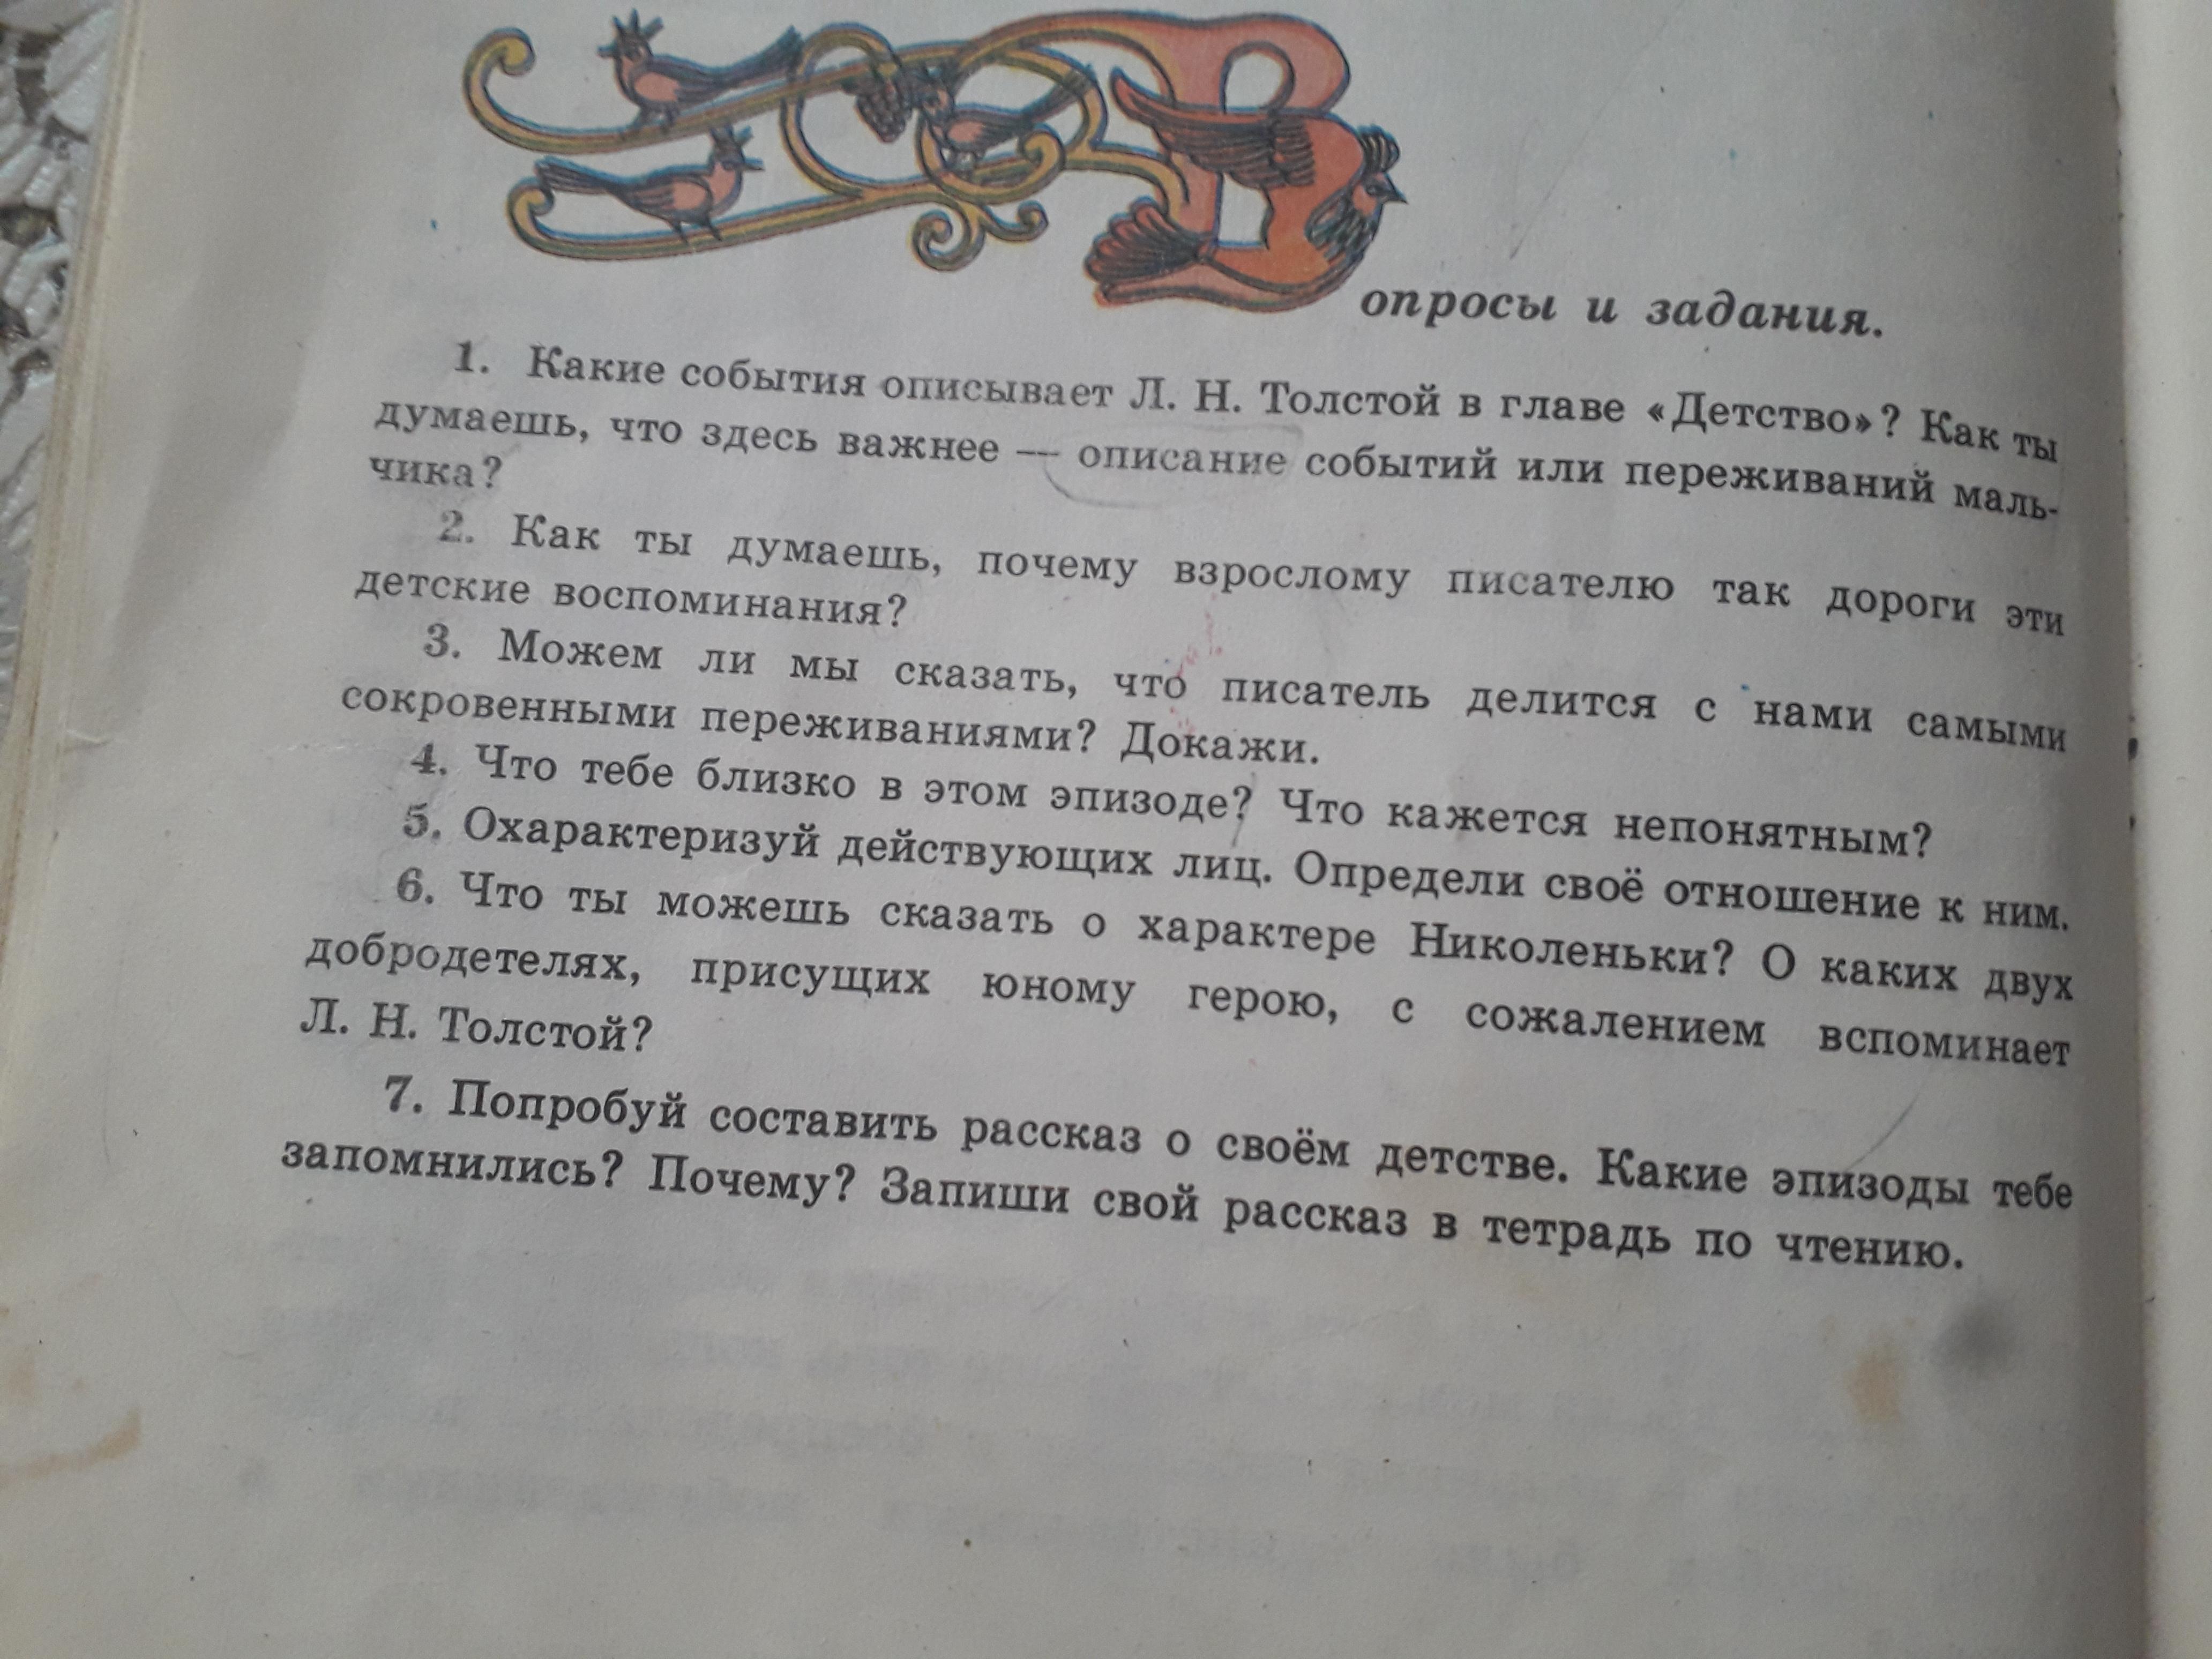 Вопросы и задания.
1. Какие события описывает Л. Н. Толстой в главе «Детство»? Как ты
думаешь, что здесь важнее — описание событий или переживаний маль-
чика?
2. Как ты думаешь, почему взрослому писателю так дороги эти
детские воспоминания?
3. Можем ли мы сказать, что писатель делится с нами самыми
сокровенными переживаниями? Докажи.
4. Что тебе близко в этом эпизоде? Что кажется непонятным?
5. Охарактеризуй действующих лиц. Определи своё отношение к ним.
6. Что ты можешь сказать о характере Николеньки? О каких двух
добродетелях, присущих юному герою, с сожалением вспоминает
Л. Н. Толстой?
7. Попробуй составить рассказ о своём детстве. Какие эпизоды тебе
запомнились? Почему? Запиши свой рассказ в тетрадь по чтению.